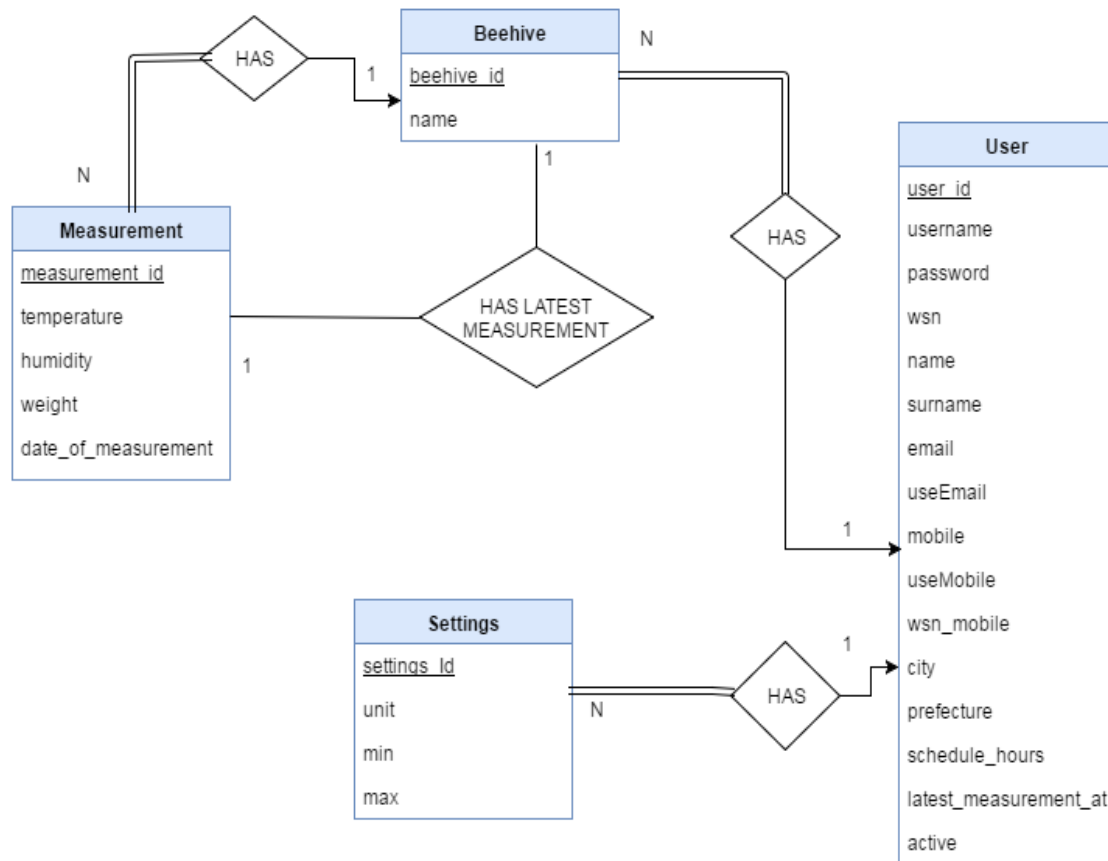 Beehive
beehive_id
name
HAS
1
N
N
Measurement
measurement_id
temperature
humidity
weight
date_of_measurement
1
HAS LATEST
MEASUREMENT
1
HAS
1
User
user_id
username
password
wsn
name
surname
email
useEmail
mobile
useMobile
wsn_mobile
city
prefecture
schedule_hours
latest_measurement_at
active
Settings
settings_Id
unit
min
max
N
HAS
1